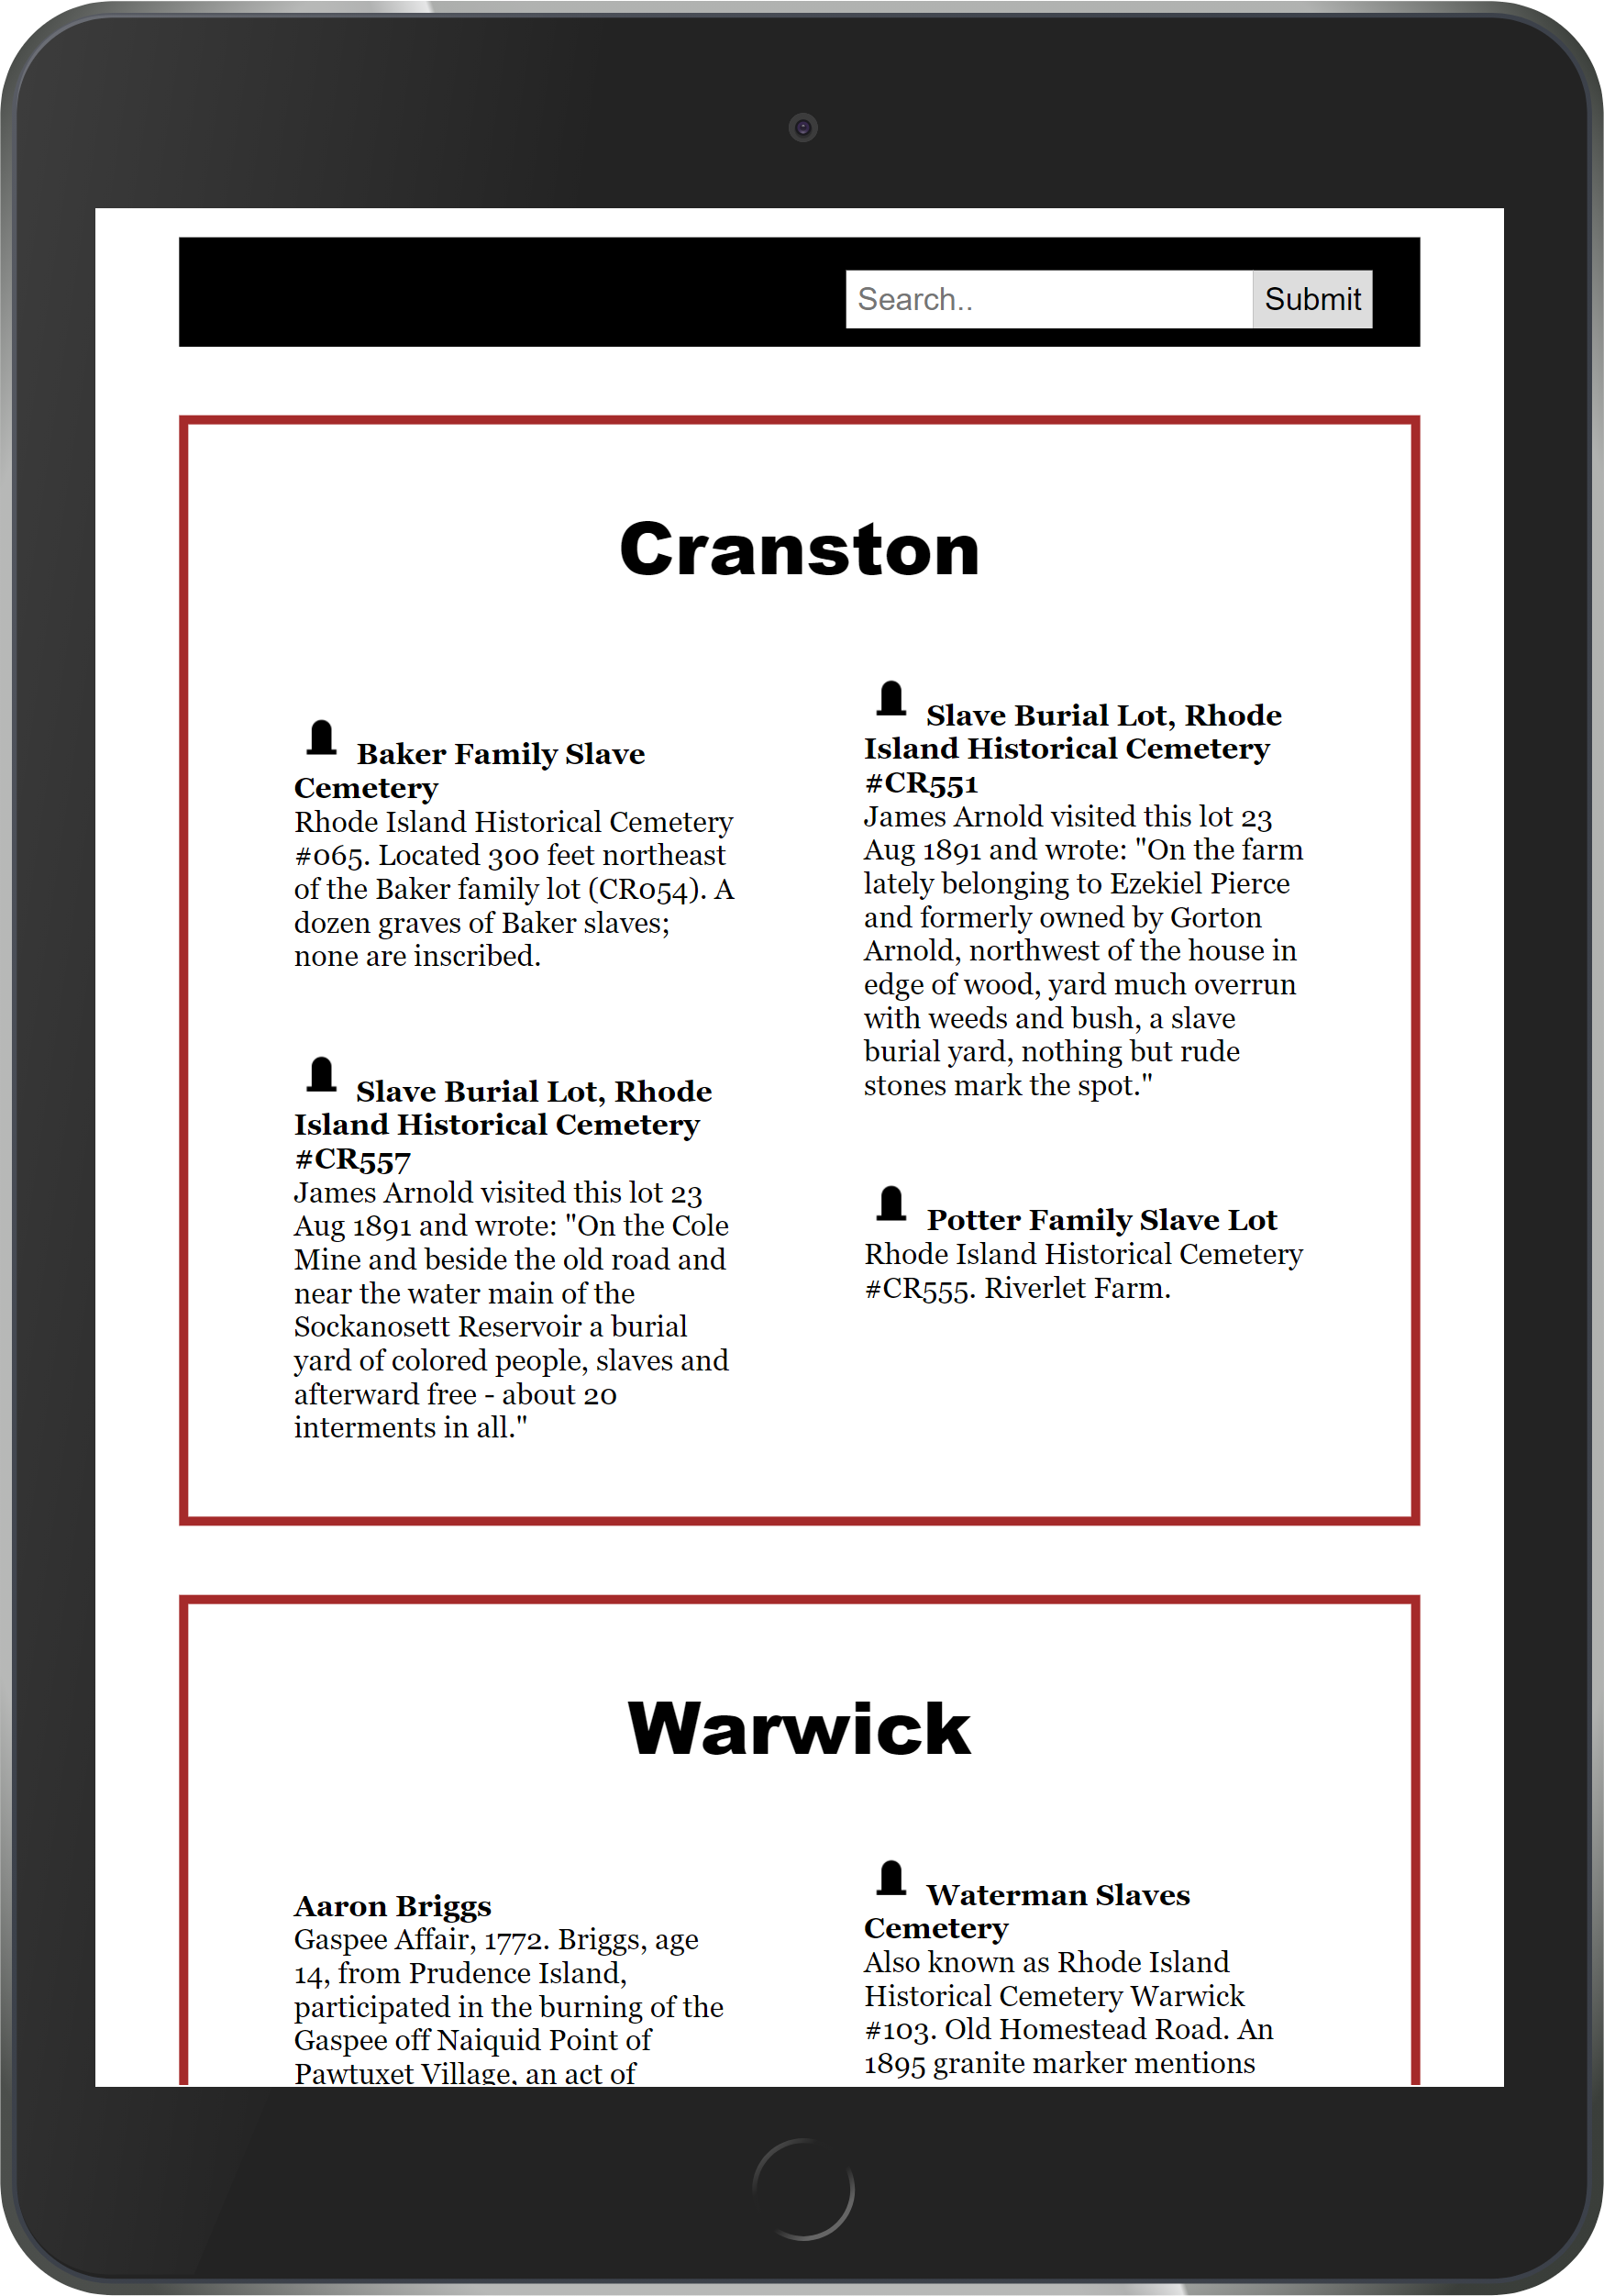 Search..
Submit
Cranston
Baker Family Slave
Cemetery
Rhode Island Historical Cemetery
#065. Located 300 feet northeast
of the Baker family lot (CR054). A
dozen graves of Baker slaves;
none are inscribed.
Slave Burial Lot, Rhode
Island Historical Cemetery
#CR557
James Arnold visited this lot 23
Aug 1891 and wrote: "On the Cole
Mine and beside the old road and
near the water main of the
Sockanosett Reservoir a burial
yard of colored people, slaves and
afterward free - about 20
interments in all."
Slave Burial Lot, Rhode
Island Historical Cemetery
#CR551
James Arnold visited this lot 23
Aug 1891 and wrote: "On the farm
lately belonging to Ezekiel Pierce
and formerly owned by Gorton
Arnold, northwest of the house in
edge of wood, yard much overrun
with weeds and bush, a slave
burial yard, nothing but rude
stones mark the spot."
Potter Family Slave Lot
Rhode Island Historical Cemetery
#CR555. Riverlet Farm.
Warwick
Aaron Briggs
Gaspee Affair, 1772. Briggs, age
14, from Prudence Island,
participated in the burning of the
Gaspee off Naiquid Point of
Pawtuxet Village, an act of
Waterman Slaves
Cemetery
Also known as Rhode Island
Historical Cemetery Warwick
#103. Old Homestead Road. An
1895 granite marker mentions